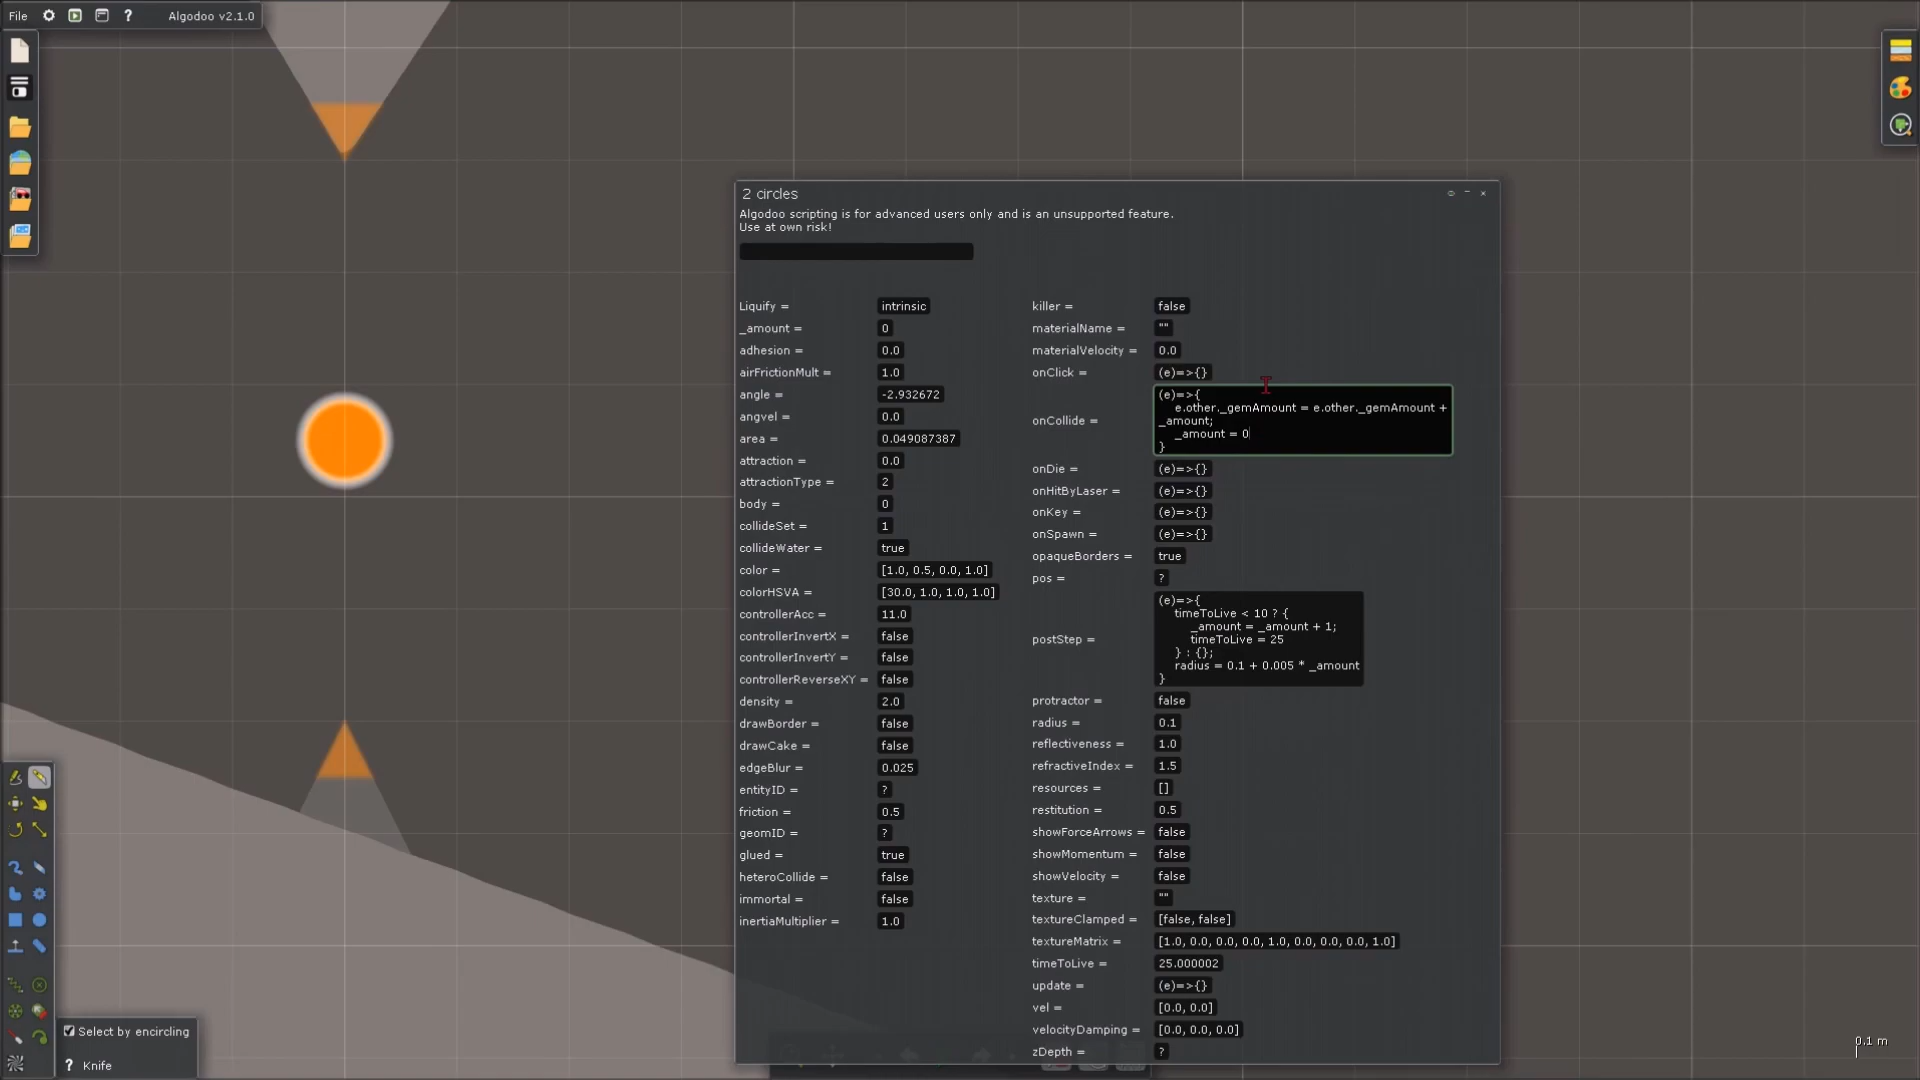 File
?
Algodoo v2.1.0
2 circles
Algodoo scripting is for advanced users only and is an unsupported feature.
Use at own risk!
Liquify = intrinsic
_amount = 0
adhesion = 0.0
airFrictionMult = 1.0
angle = -2.932672
angvel = 0.0
area = 0.049087387
attraction = 0.0
attractionType = 2
body = 0
collideSet = 1
collideWater = true
color = [1.0, 0.5, 0.0, 1.0]
colorHSVA = [30.0, 1.0, 1.0, 1.0]
controllerAcc = 11.0
controllerInvertX = false
controllerInvertY = false
controllerReverseXY = false
density = 2.0
drawBorder = false
drawCake = false
edgeBlur = 0.025
entityID = ?
friction = 0.5
geomID = ?
glued = true
heteroCollide = false
immortal = false
inertiaMultiplier = 1.0
killer = false
materialName = ""
materialVelocity = 0.0
onClick = (e)=>{}
onCollide =
(e)=>{
e.other._gemAmount = e.other._gemAmount +
_amount;
_amount = 0
}
onDie = (e)=>{}
onHitByLaser = (e)=>{}
onKey = (e)=>{}
onSpawn = (e)=>{}
opaqueBorders = true
pos = ?
postStep =
(e)=>{
timeToLive < 10 ? {
_amount = _amount + 1;
timeToLive = 25
} : {};
radius = 0.1 + 0.005 * _amount
}
protractor = false
radius = 0.1
reflectiveness = 1.0
refractiveIndex = 1.5
resources = []
restitution = 0.5
showForceArrows = false
showMomentum = false
showVelocity = false
texture = ""
textureClamped = [false, false]
textureMatrix = [1.0, 0.0, 0.0, 0.0, 1.0, 0.0, 0.0, 0.0, 1.0]
timeToLive = 25.000002
update = (e)=>{}
vel = [0.0, 0.0]
velocityDamping = [0.0, 0.0, 0.0]
zDepth = ?
Select by encircling
? Knife
0.1 m